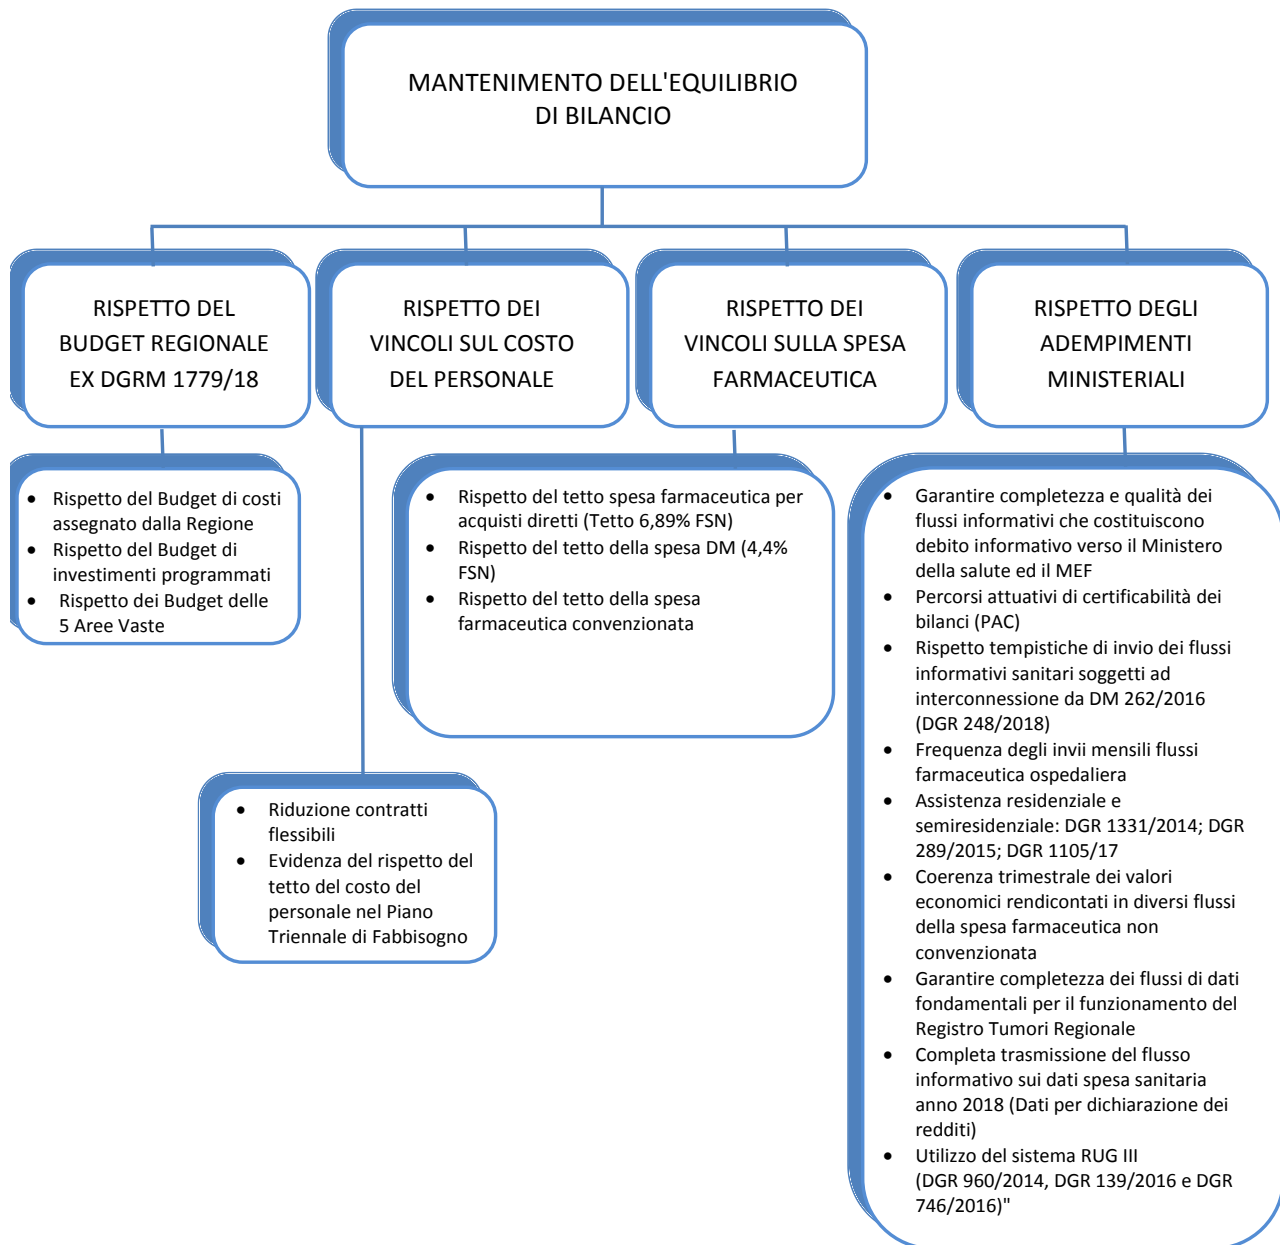 MANTENIMENTO DELL'EQUILIBRIO
DI BILANCIO
RISPETTO DEL
BUDGET REGIONALE
EX DGRM 1779/18
RISPETTO DEI
VINCOLI SUL COSTO
DEL PERSONALE
RISPETTO DEI
VINCOLI SULLA SPESA
FARMACEUTICA
RISPETTO DEGLI
ADEMPIMENTI
MINISTERIALI
• Rispetto del Budget di costi
assegnato dalla Regione
• Rispetto del Budget di
investimenti programmati
• Rispetto dei Budget delle
5 Aree Vaste
• Riduzione contratti
flessibili
• Evidenza del rispetto del
tetto del costo del
personale nel Piano
Triennale di Fabbisogno
• Rispetto del tetto spesa farmaceutica per
acquisti diretti (Tetto 6,89% FSN)
• Rispetto del tetto della spesa DM (4,4%
FSN)
• Rispetto del tetto della spesa
farmaceutica convenzionata
• Garantire completezza e qualità dei
flussi informativi che costituiscono
debito informativo verso il Ministero
della salute ed il MEF
• Percorsi attuativi di certificabilità dei
bilanci (PAC)
• Rispetto tempistiche di invio dei flussi
informativi sanitari soggetti ad
interconnessione da DM 262/2016
(DGR 248/2018)
• Frequenza degli invii mensili flussi
farmaceutica ospedaliera
• Assistenza residenziale e
semiresidenziale: DGR 1331/2014; DGR
289/2015; DGR 1105/17
• Coerenza trimestrale dei valori
economici rendicontati in diversi flussi
della spesa farmaceutica non
convenzionata
• Garantire completezza dei flussi di dati
fondamentali per il funzionamento del
Registro Tumori Regionale
• Completa trasmissione del flusso
informativo sui dati spesa sanitaria
anno 2018 (Dati per dichiarazione dei
redditi)
• Utilizzo del sistema RUG III
(DGR 960/2014, DGR 139/2016 e DGR
746/2016)"